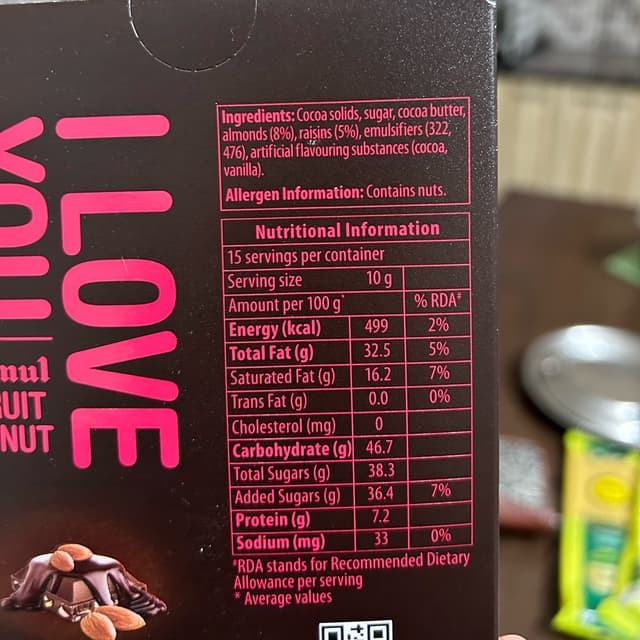 I LOVE
YOU
mul
RUIT
NUT
Ingredients: Cocoa solids, sugar, cocoa butter,
almonds (8%), raisins (5%), emulsifiers (322,
476), artificial flavouring substances (cocoa,
vanilla).
Allergen Information: Contains nuts.
Nutritional Information
15 servings per container
Serving size 10 g
Amount per 100 g* % RDA#
Energy (kcal) 499 2%
Total Fat (g) 32.5 5%
Saturated Fat (g) 16.2 7%
Trans Fat (g) 0.0 0%
Cholesterol (mg) 0
Carbohydrate (g) 46.7
Total Sugars (g) 38.3
Added Sugars (g) 36.4 7%
Protein (g) 7.2
Sodium (mg) 33 0%
#RDA stands for Recommended Dietary
Allowance per serving
* Average values